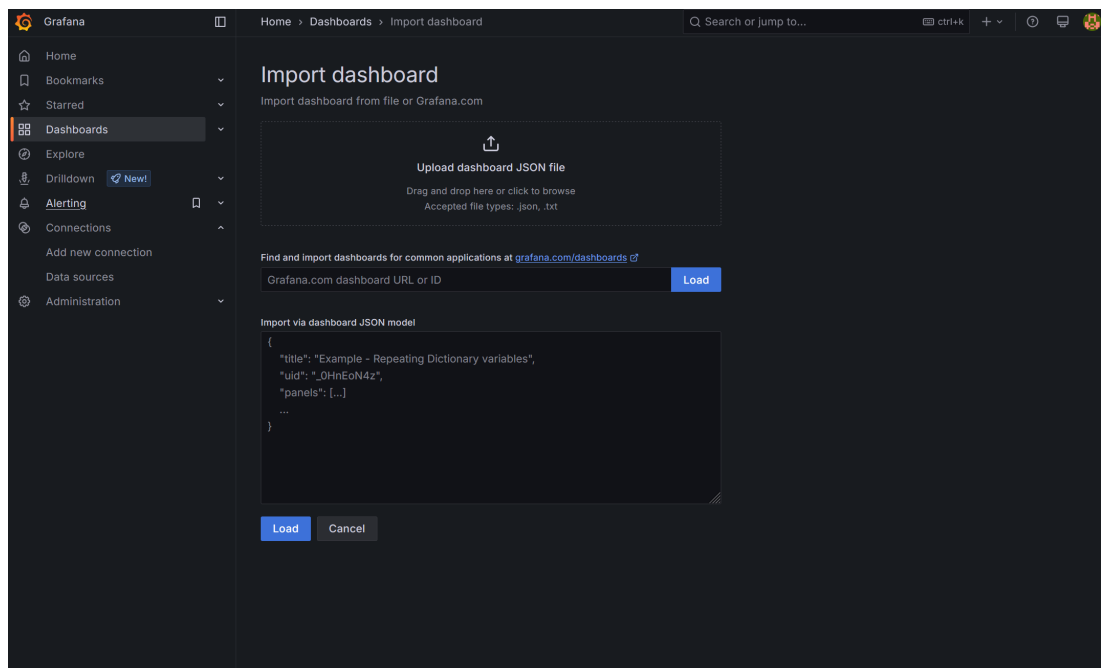 Grafana
Home › Dashboards › Import dashboard
Search or jump to...
ctrl+k
Home
Bookmarks
Starred
Dashboards
Explore
Drilldown
New!
Alerting
Connections
Add new connection
Data sources
Administration
Import dashboard
Import dashboard from file or Grafana.com
Upload dashboard JSON file
Drag and drop here or click to browse
Accepted file types: .json, .txt
Find and import dashboards for common applications at grafana.com/dashboards
Grafana.com dashboard URL or ID
Load
Import via dashboard JSON model
{
"title": "Example - Repeating Dictionary variables",
"uid": "_0HnEoN4z",
"panels": [...]
...
}
Load
Cancel